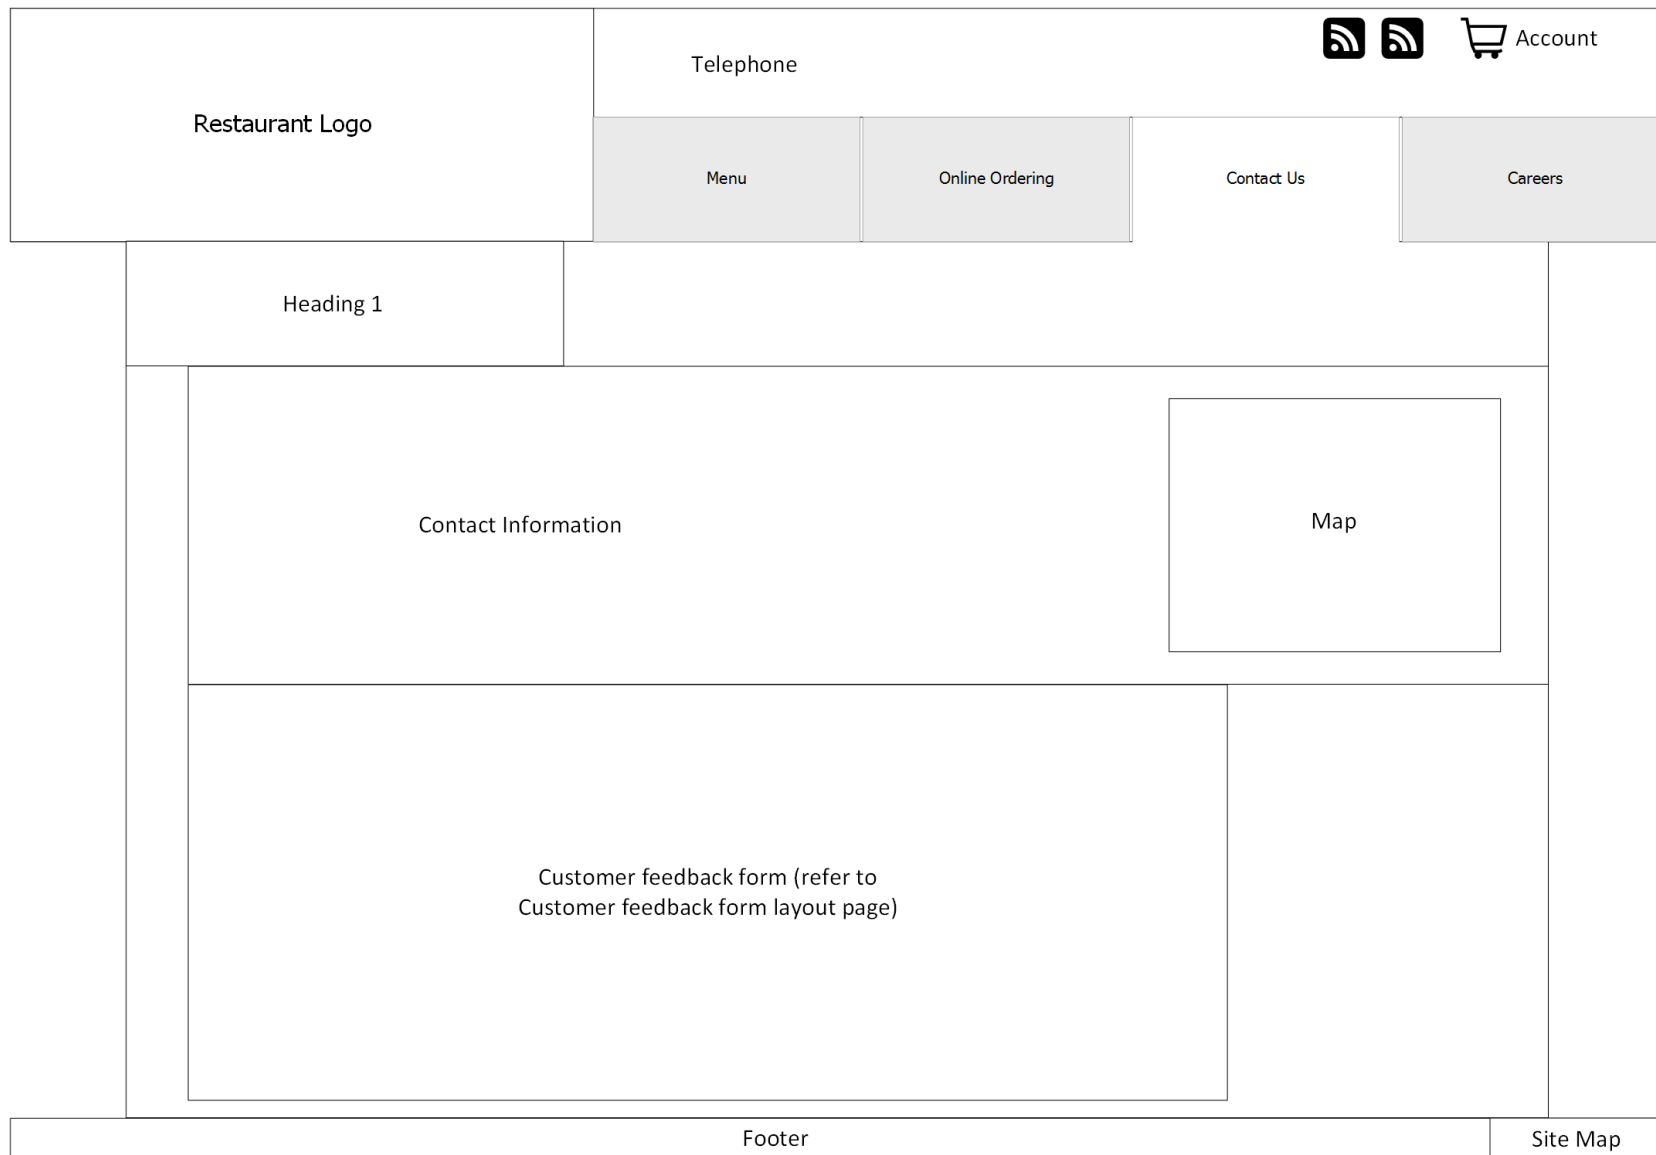 Account
Telephone
Restaurant Logo
Menu
Online Ordering
Contact Us
Careers
Heading 1
Contact Information
Map
Customer feedback form (refer to
Customer feedback form layout page)
Footer
Site Map